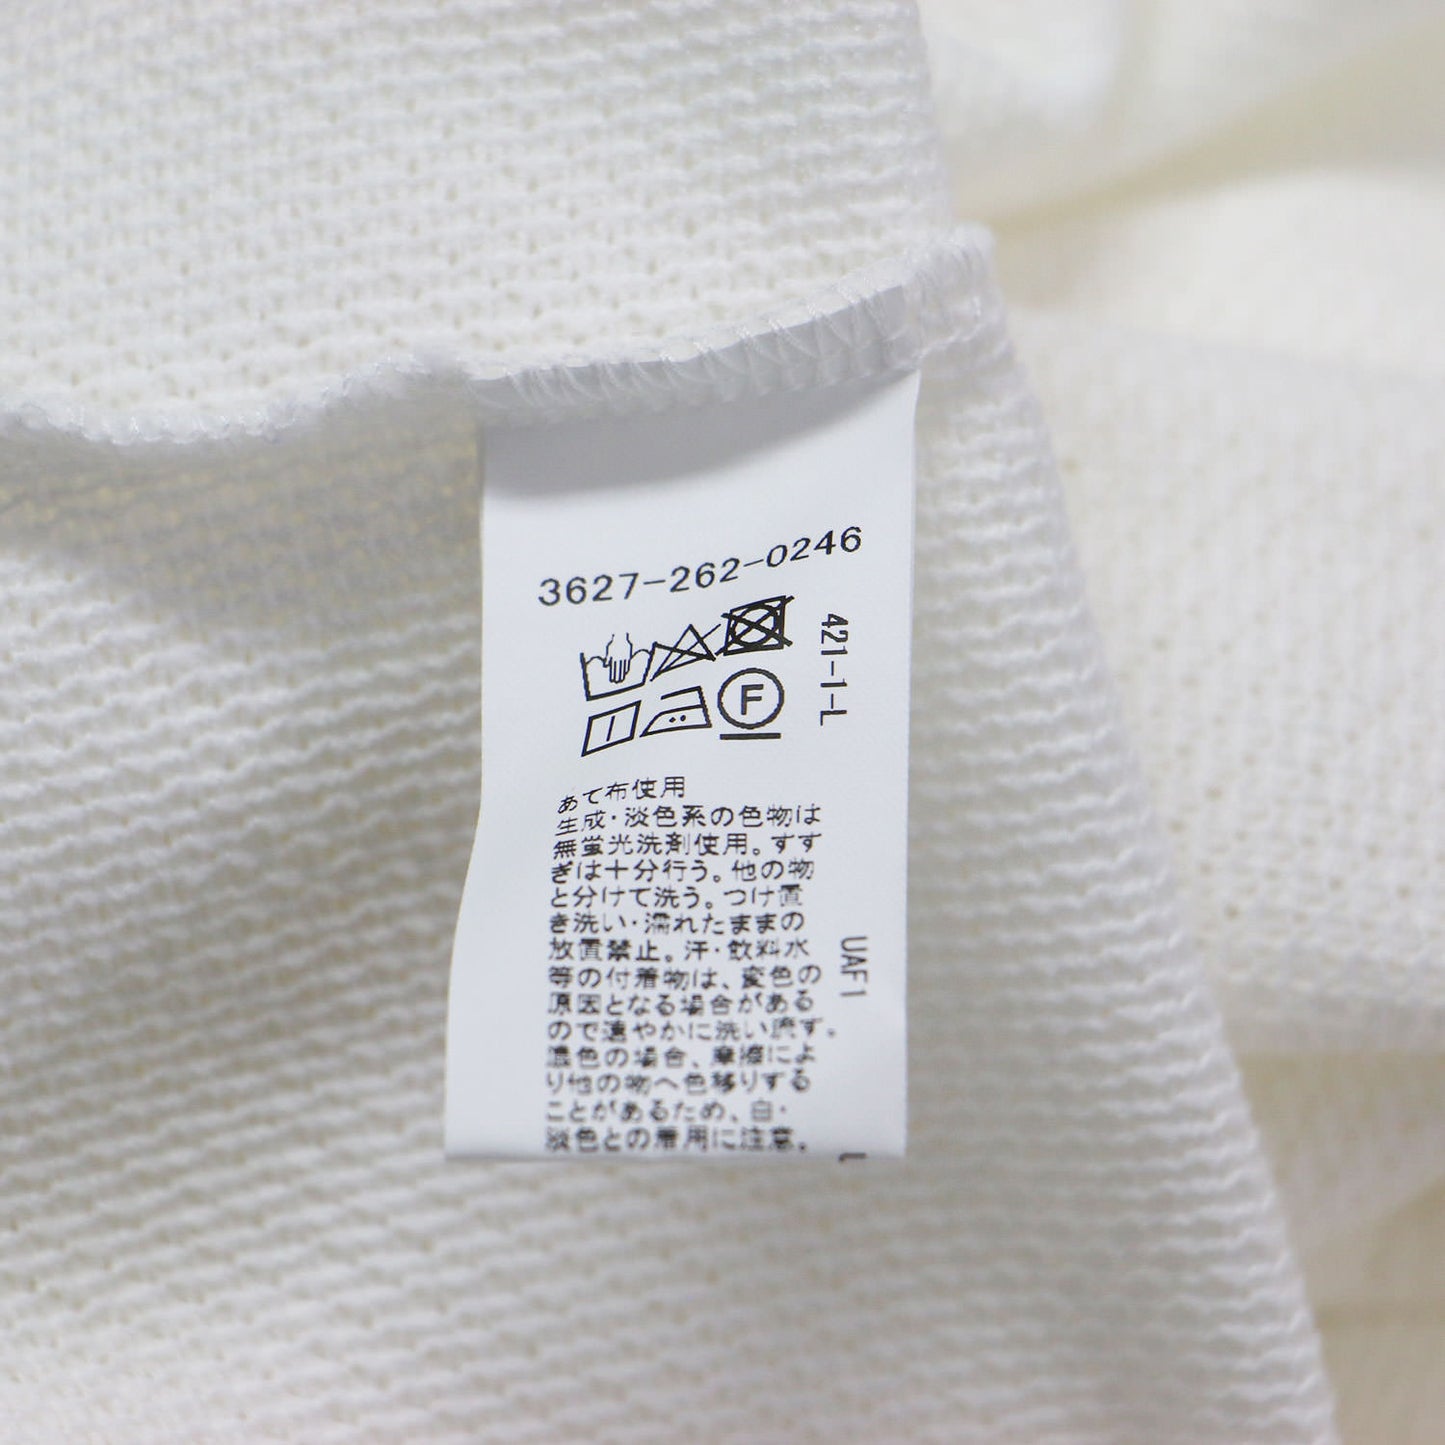 3627-262-0246
421-1-L
F
あて布使用
生成・淡色系の色物は
無蛍光洗剤使用。すす
ぎは十分行う。他の物
と分けて洗う。つけ置
き洗い・濡れたままの
放置禁止。汗・飲料水
等の付着物は、変色の
原因となる場合がある
ので速やかに洗い流す。
濃色の場合、摩擦によ
り他の物へ色移りする
ことがあるため、白・
淡色との着用に注意。
UAF1
L